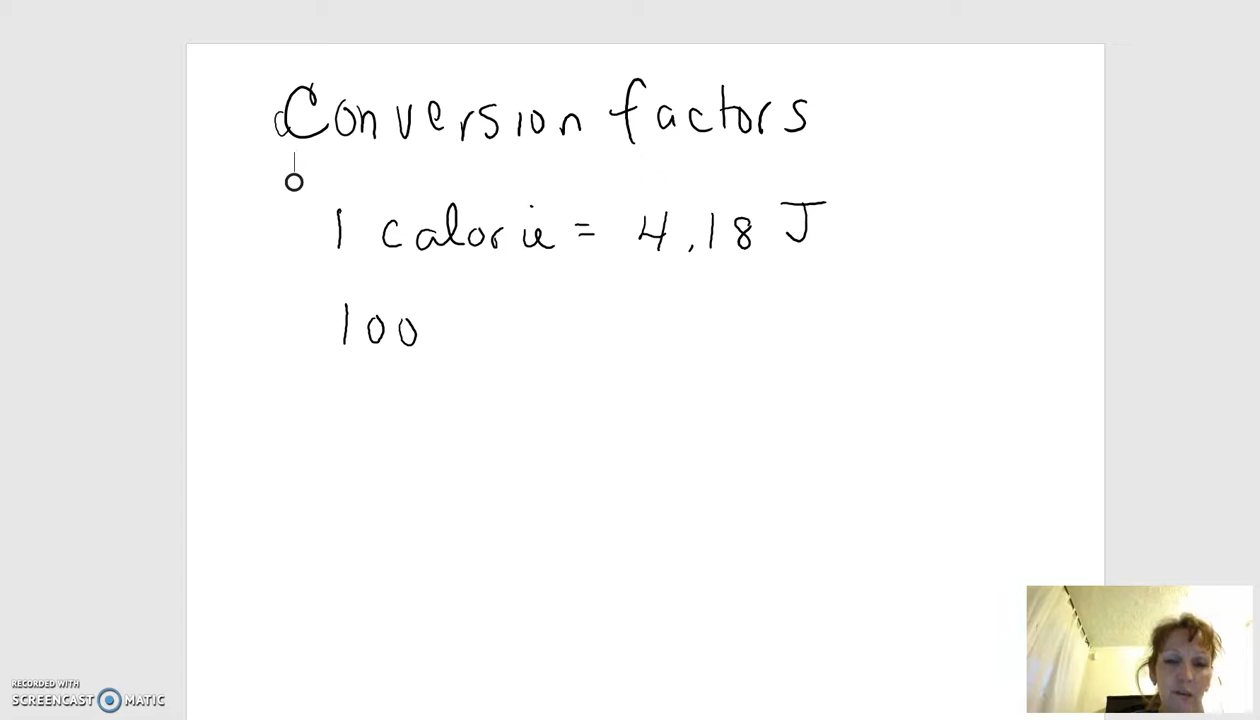 Conversion factors
1 calorie = 4.18 J
100
RECORDED WITH
SCREENCAST MATIC